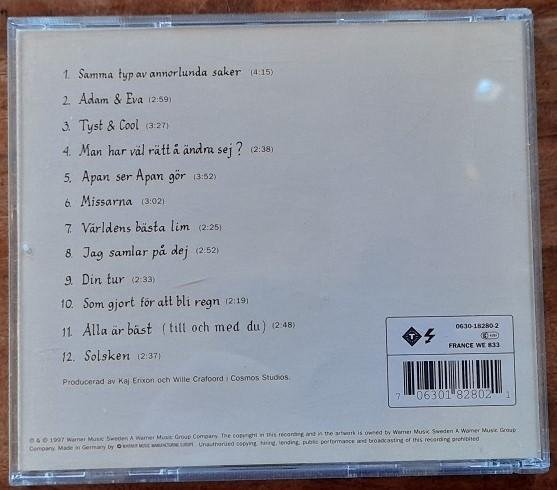 1. Samma typ av annorlunda saker (4:15)
2. Adam & Eva (2:59)
3. Tyst & Cool (3:27)
4. Man har väl rätt å ändra sej? (2:38)
5. Apan ser Apan gör (3:52)
6. Missarna (3:02)
7. Världens bästa lim (2:25)
8. Jag samlar på dej (2:52)
9. Din tur (2:33)
10. Som gjort för att bli regn (2:19)
11. Alla är bäst (till och med du) (2:48)
12. Solsken (2:37)
Producerad av Kaj Erixon och Wille Crafoord i Cosmos Studios.
T
0630-18280-2
FRANCE WE 833
7 06301 82802 1
℗ & © 1997 Warner Music Sweden A Warner Music Group Company. The copyright in this recording and in the artwork is owned by Warner Music Sweden A Warner Music Group
Company. Made in Germany by WARNER MUSIC MANUFACTURING EUROPE. Unauthorized copying, hiring, lending, public performance and broadcasting of this recording prohibited